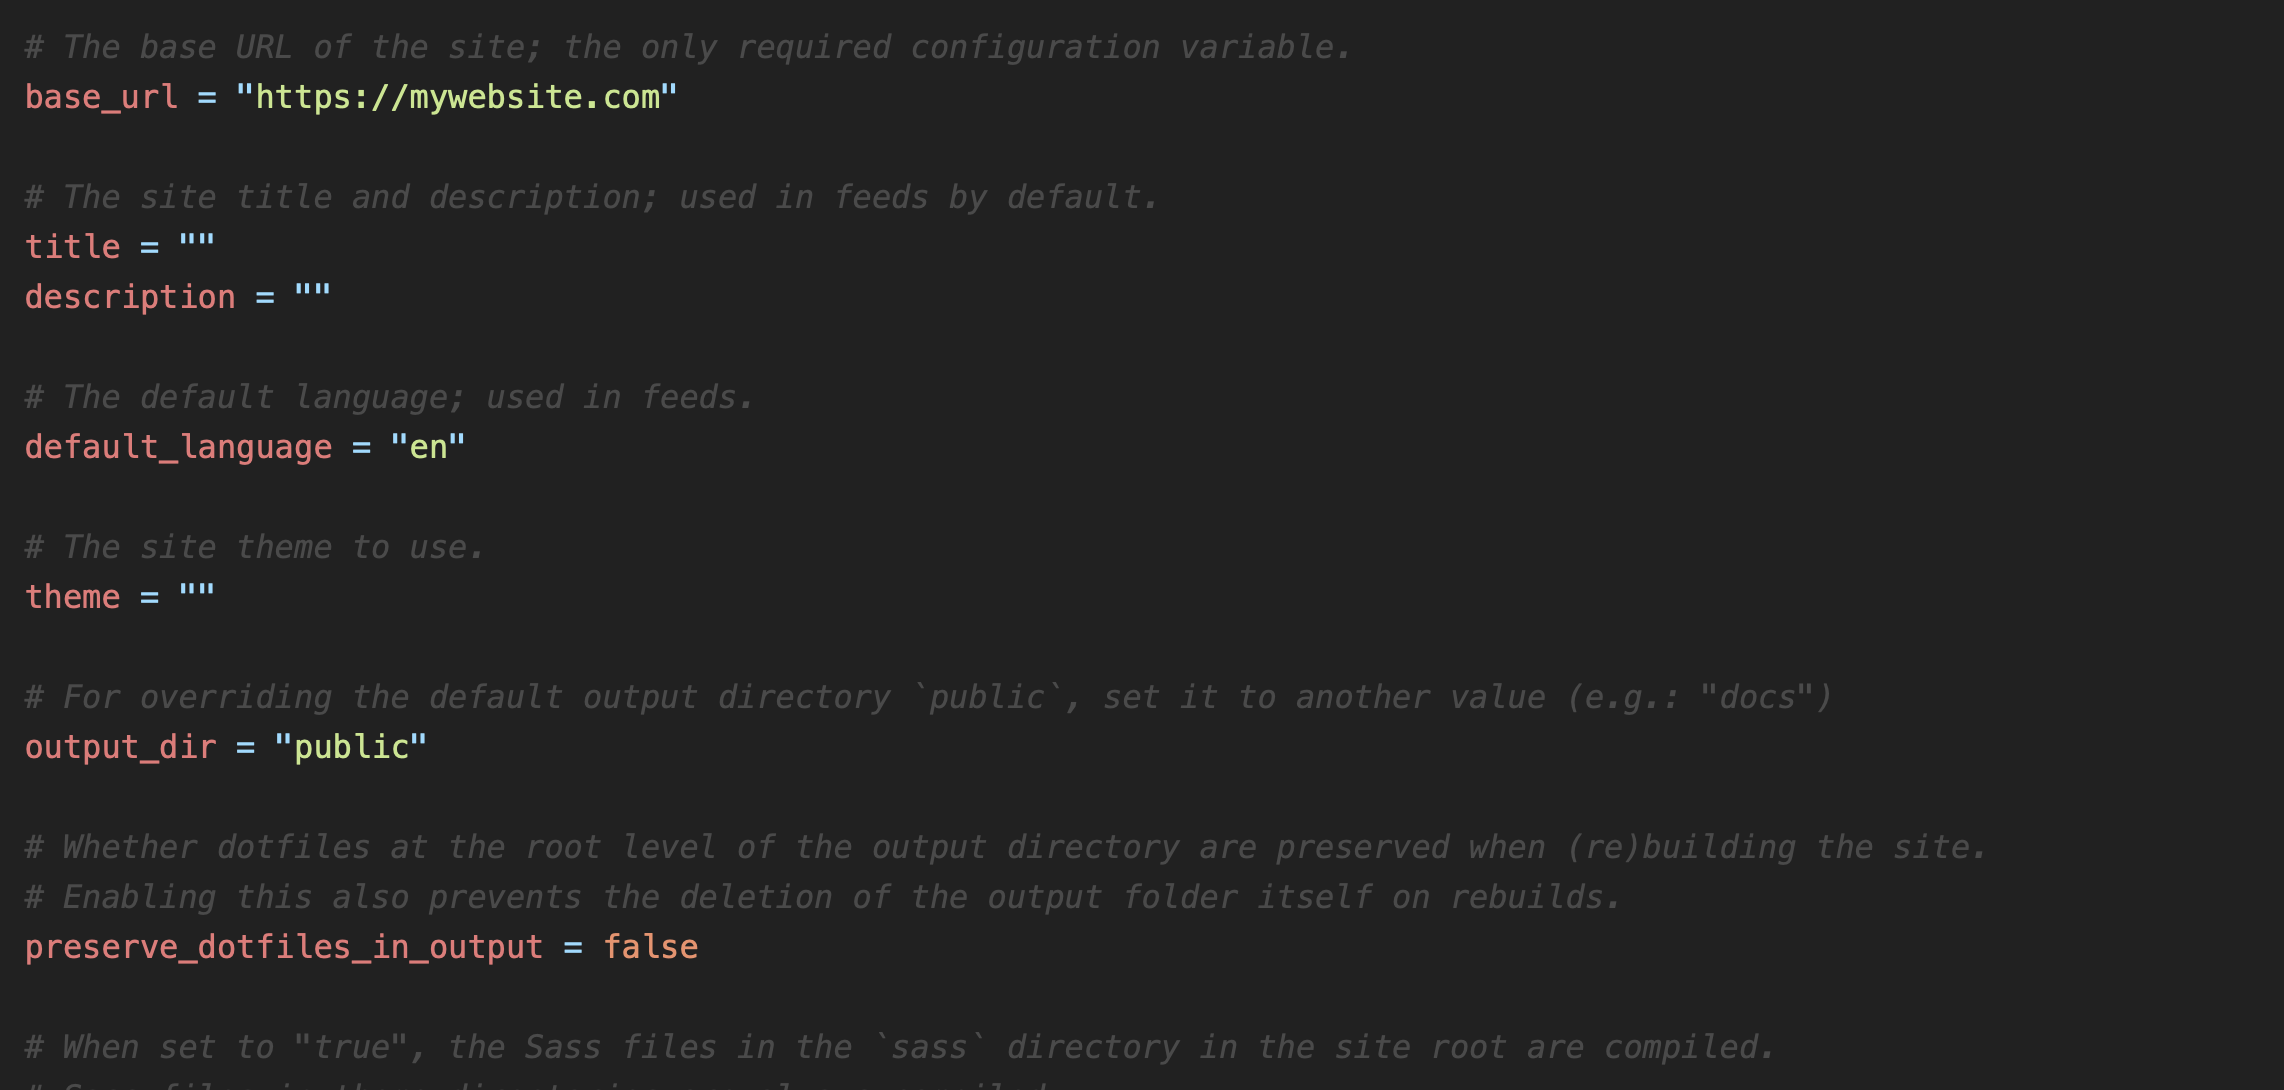 # The base URL of the site; the only required configuration variable.
base_url = "https://mywebsite.com"
# The site title and description; used in feeds by default.
title = ""
description = ""
# The default language; used in feeds.
default_language = "en"
# The site theme to use.
theme = ""
# For overriding the default output directory `public`, set it to another value (e.g.: "docs")
output_dir = "public"
# Whether dotfiles at the root level of the output directory are preserved when (re)building the site.
# Enabling this also prevents the deletion of the output folder itself on rebuilds.
preserve_dotfiles_in_output = false
# When set to "true", the Sass files in the `sass` directory in the site root are compiled.